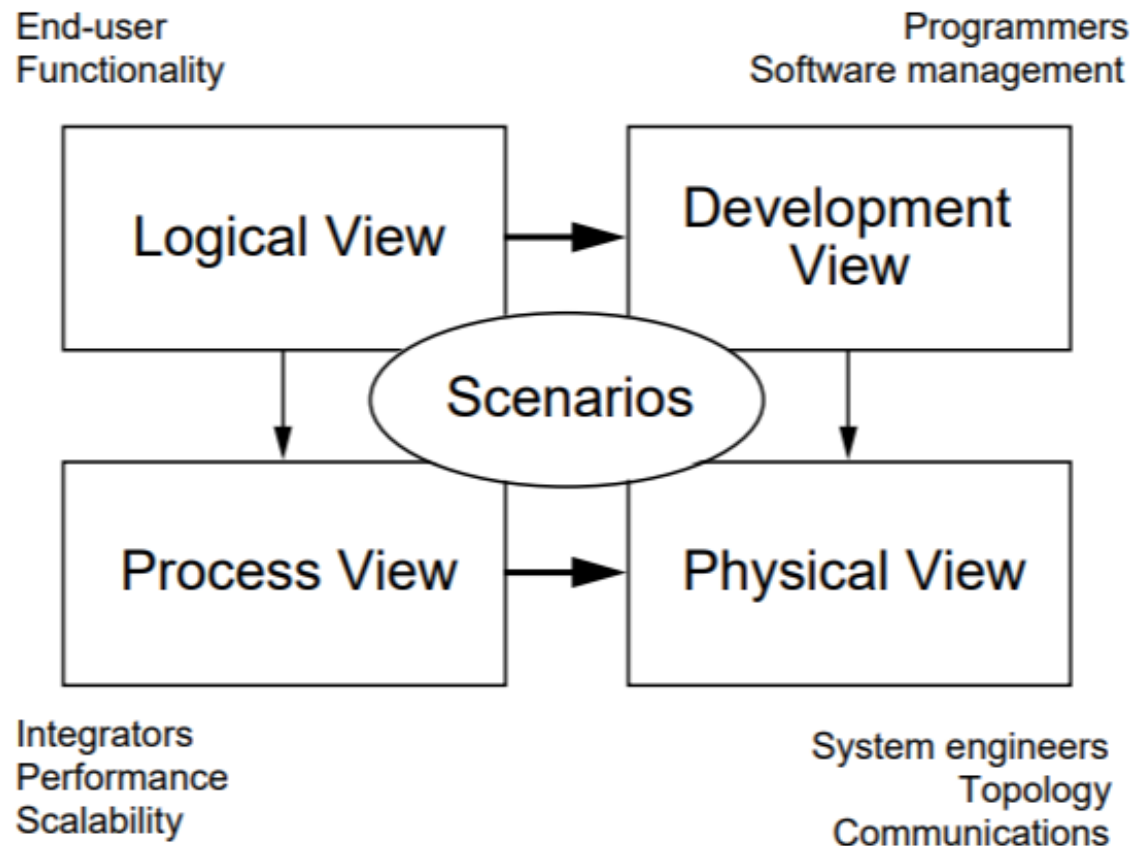 End-user
Functionality
Programmers
Software management
Logical View
Development
View
Scenarios
Process View
Physical View
Integrators
Performance
Scalability
System engineers
Topology
Communications